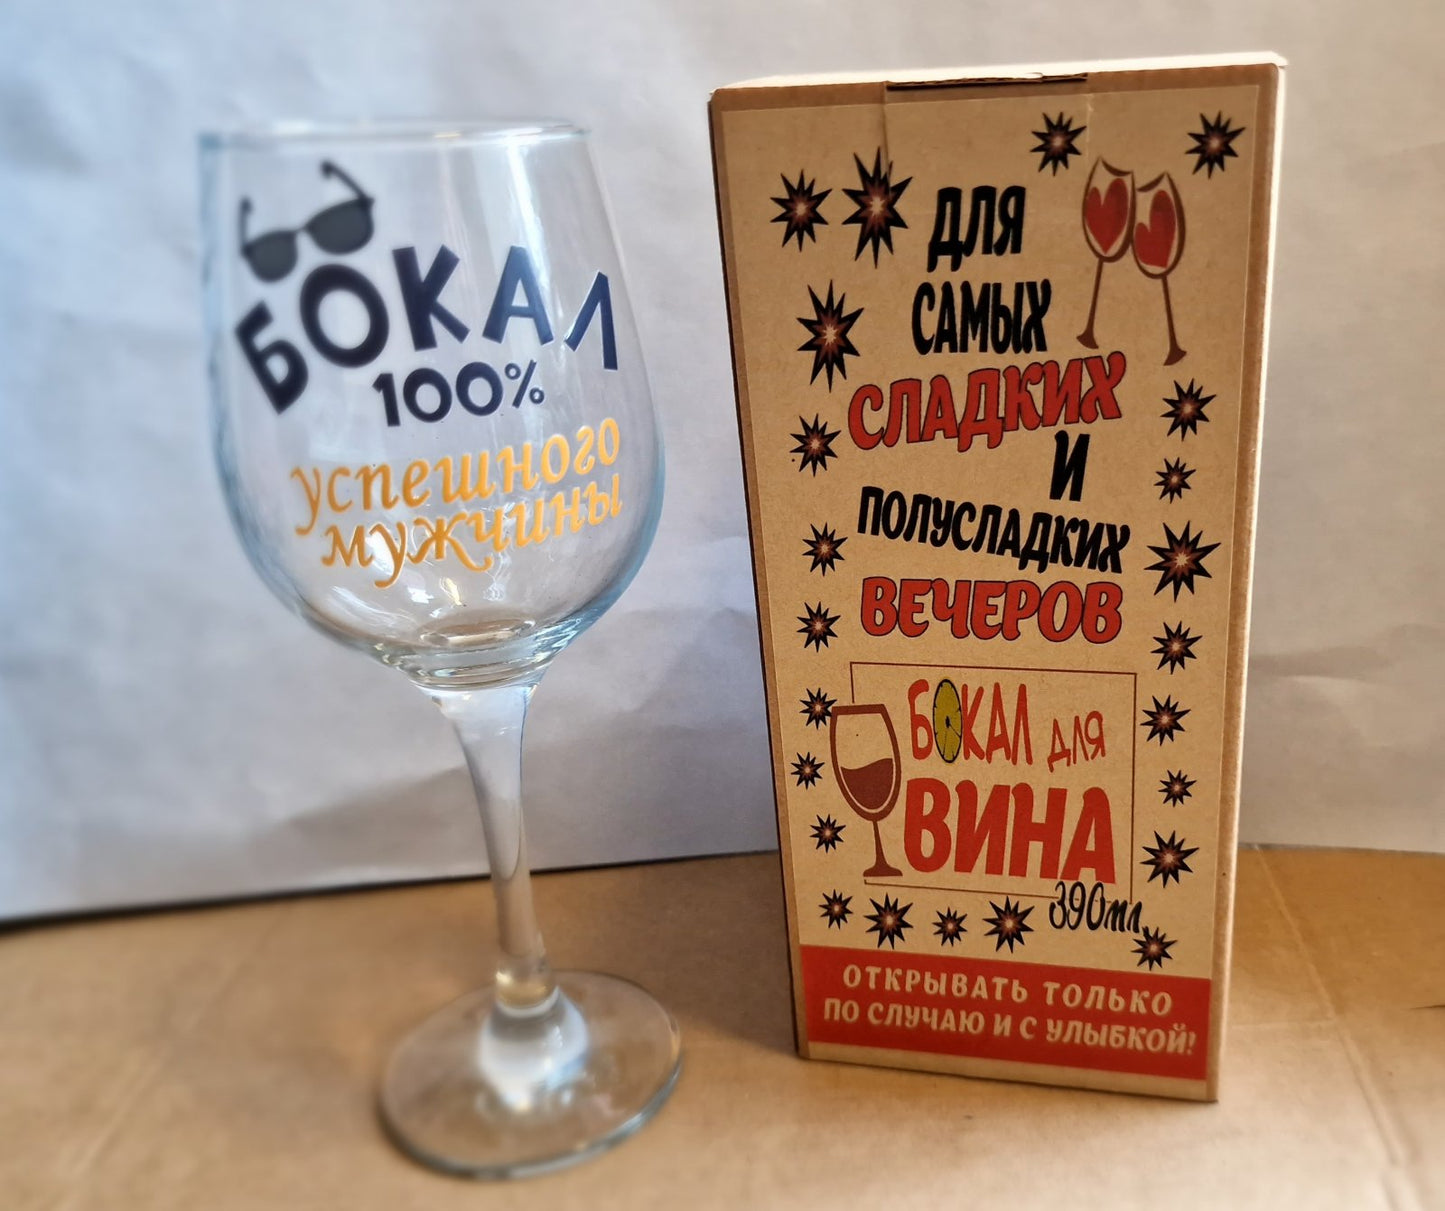 БОКАЛ
100%
успешного
мужчины
ДЛЯ
САМЫХ
СЛАДКИХ
И
ПОЛУСЛАДКИХ
ВЕЧЕРОВ
БОКАЛ ДЛЯ
ВИНА
390мл.
ОТКРЫВАТЬ ТОЛЬКО
ПО СЛУЧАЮ И С УЛЫБКОЙ!